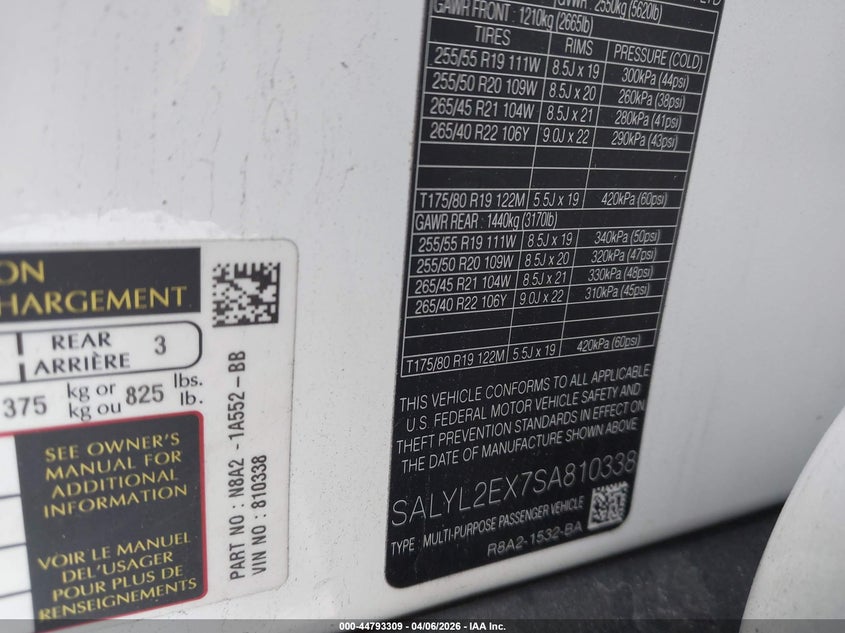 LTD
GVWR : 2550kg (5620lb)
GAWR FRONT : 1210kg (2665lb)
TIRES RIMS PRESSURE (COLD)
255/55 R19 111W 8.5J x 19 300kPa (44psi)
255/50 R20 109W 8.5J x 20 260kPa (38psi)
265/45 R21 104W 8.5J x 21 280kPa (41psi)
265/40 R22 106Y 9.0J x 22 290kPa (43psi)
T175/80 R19 122M 5.5J x 19 420kPa (60psi)
GAWR REAR : 1440kg (3170lb)
255/55 R19 111W 8.5J x 19 340kPa (50psi)
255/50 R20 109W 8.5J x 20 320kPa (47psi)
265/45 R21 104W 8.5J x 21 330kPa (48psi)
265/40 R22 106Y 9.0J x 22 310kPa (45psi)
T175/80 R19 122M 5.5J x 19 420kPa (60psi)
THIS VEHICLE CONFORMS TO ALL APPLICABLE
U.S. FEDERAL MOTOR VEHICLE SAFETY AND
THEFT PREVENTION STANDARDS IN EFFECT ON
THE DATE OF MANUFACTURE SHOWN ABOVE
SALYL2EX7SA810338
TYPE : MULTI-PURPOSE PASSENGER VEHICLE
R8A2-1532-BA
ON
HARGEMENT
REAR
ARRIÈRE 3
375 kg or
kg ou 825 lbs.
lb.
SEE OWNER'S
MANUAL FOR
ADDITIONAL
INFORMATION
VOIR LE MANUEL
DEL'USAGER
POUR PLUS DE
RENSEIGNEMENTS
PART NO : N8A2 - 1A552 - BB
VIN NO : 810338
000-44793309 - 04/06/2026 - IAA Inc.